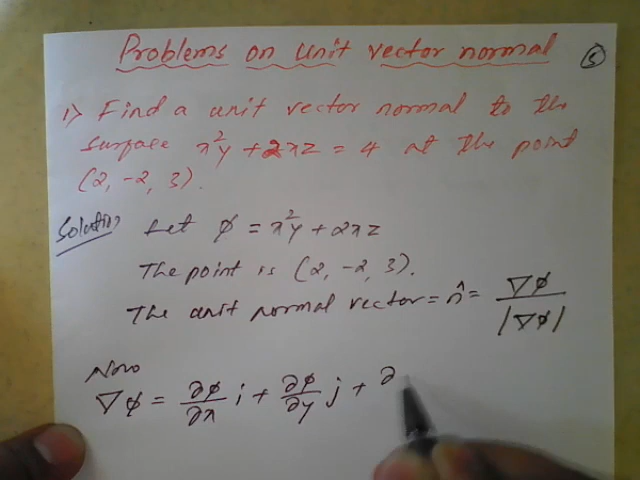 Problems on unit vector normal
5
1) Find a unit vector normal to the
surface x²y + 2xz = 4 at the point
(2, -2, 3).
Solution Let φ = x²y + 2xz
The point is (2, -2, 3).
The unit normal vector = n̂ = ∇φ / |∇φ|
Now
∇φ = ∂φ/∂x i + ∂φ/∂y j + ∂